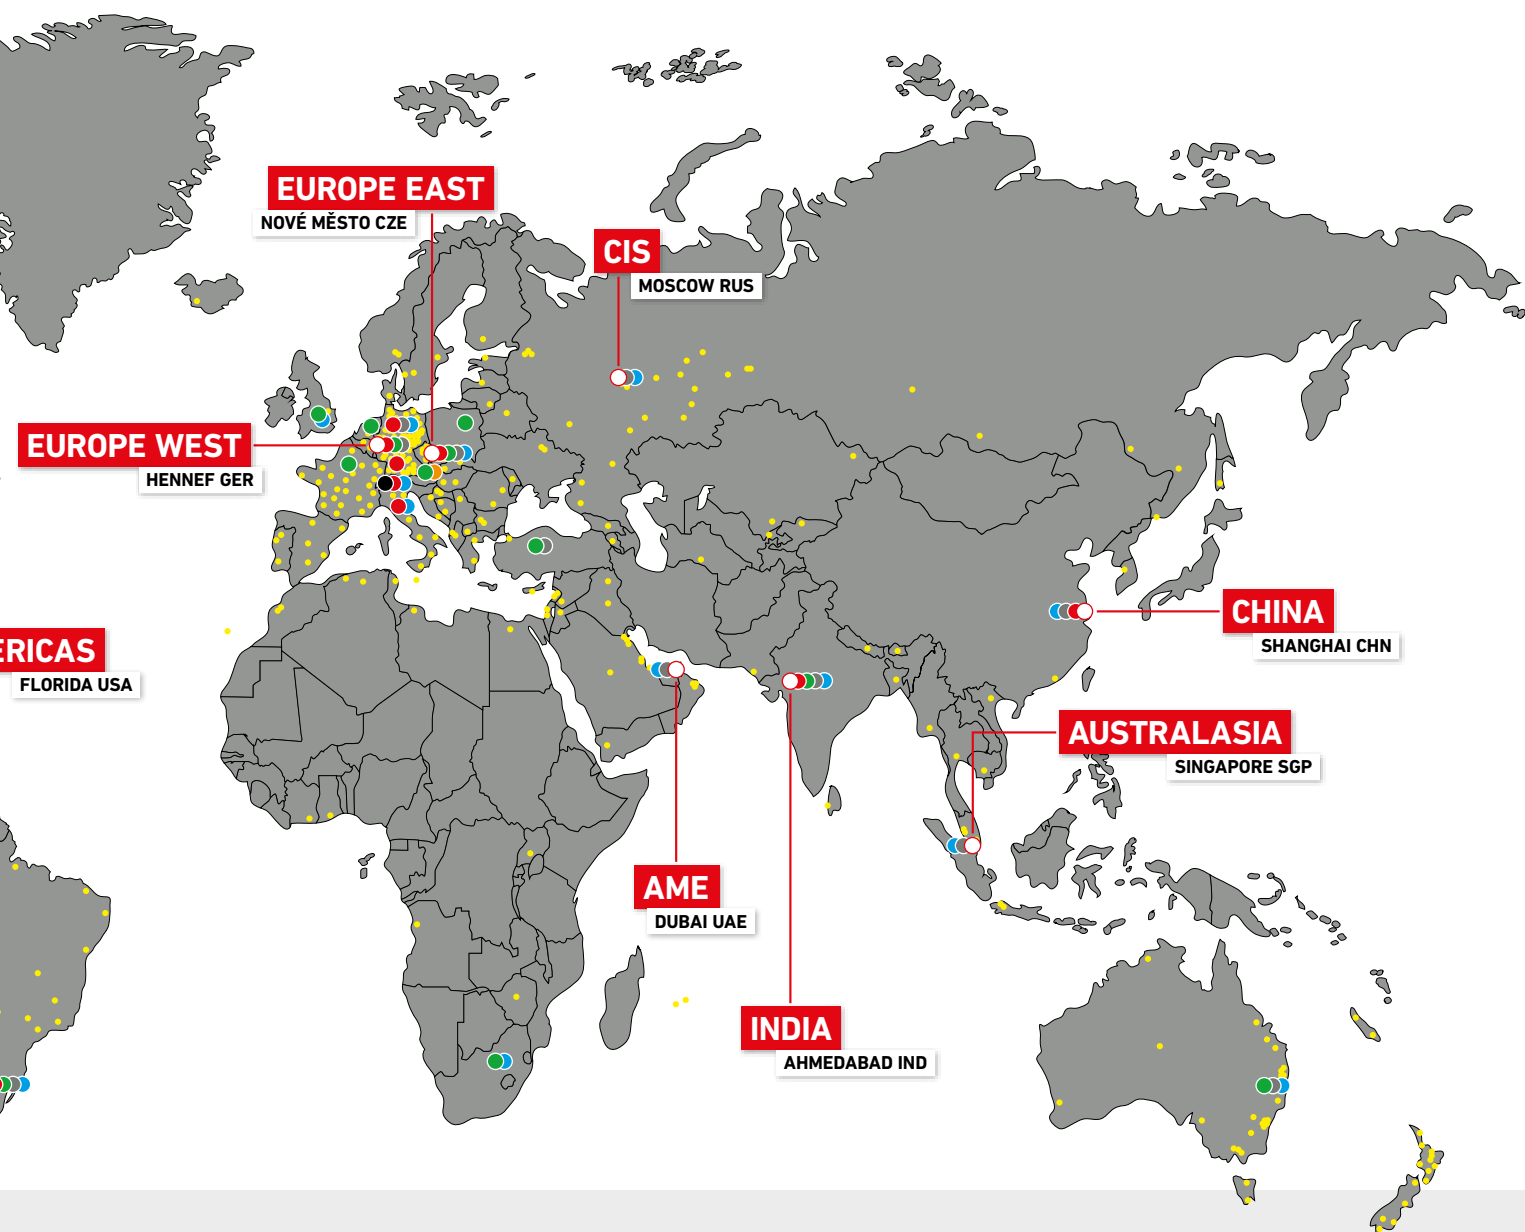 EUROPE EAST
NOVÉ MĚSTO CZE
CIS
MOSCOW RUS
EUROPE WEST
HENNEF GER
CHINA
SHANGHAI CHN
ERICAS
FLORIDA USA
AUSTRALASIA
SINGAPORE SGP
AME
DUBAI UAE
INDIA
AHMEDABAD IND